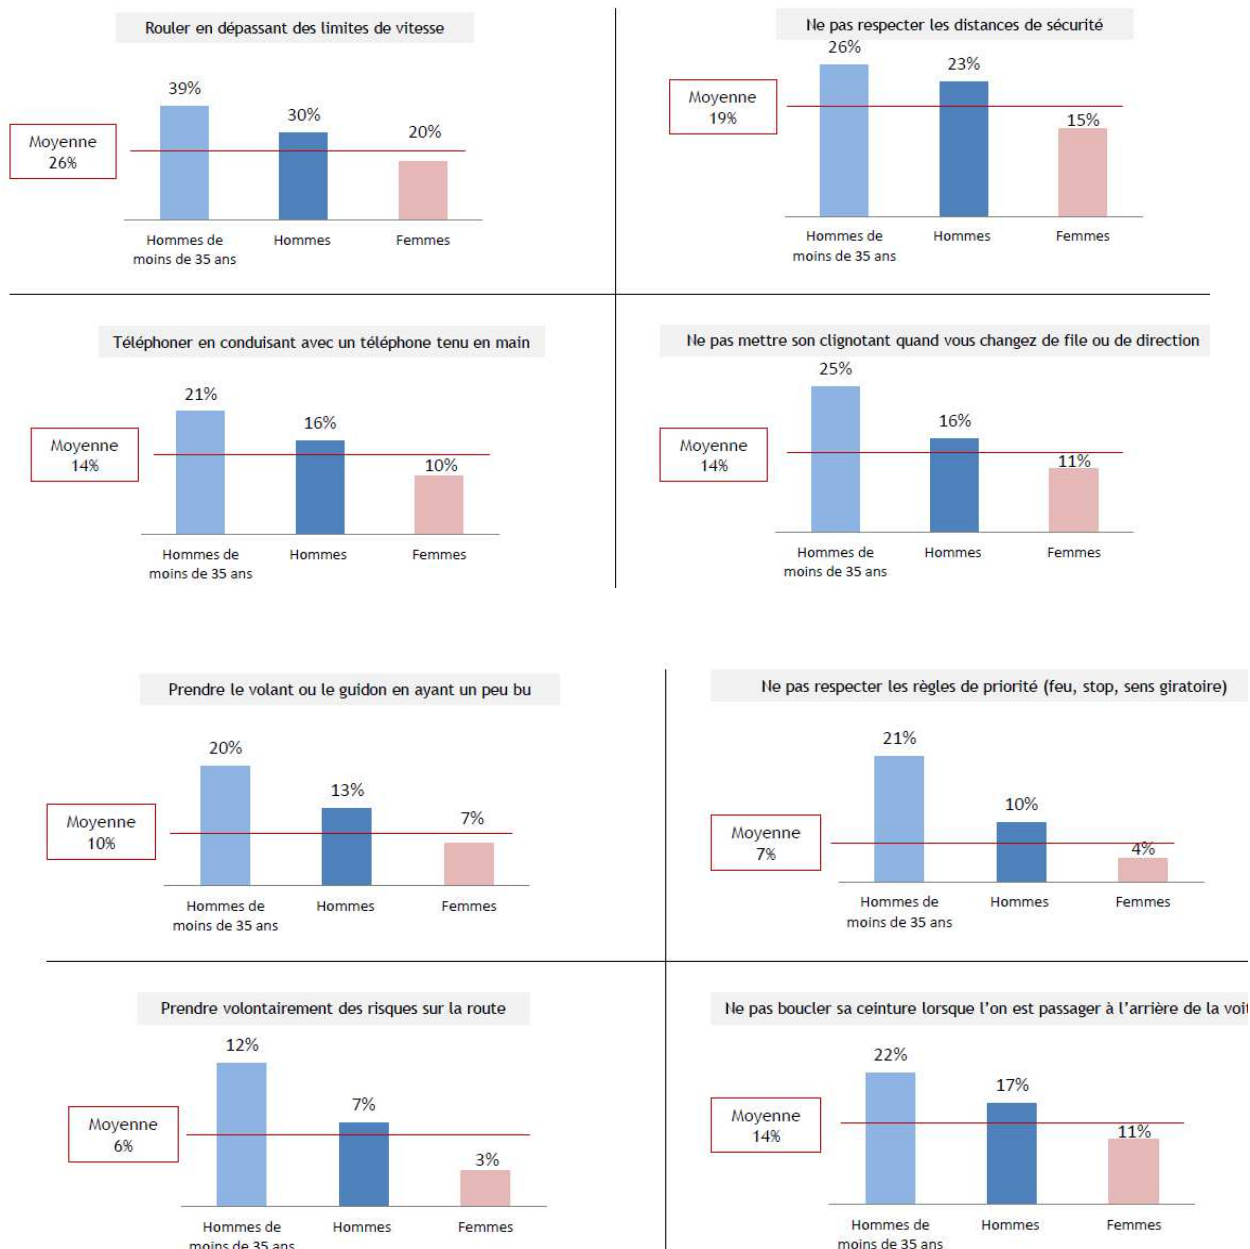 Rouler en dépassant des limites de vitesse
39%
30%
20%
Moyenne
26%
Hommes de
moins de 35 ans
Hommes
Femmes
Ne pas respecter les distances de sécurité
26%
23%
15%
Moyenne
19%
Hommes de
moins de 35 ans
Hommes
Femmes
Téléphoner en conduisant avec un téléphone tenu en main
21%
16%
10%
Moyenne
14%
Hommes de
moins de 35 ans
Hommes
Femmes
Ne pas mettre son clignotant quand vous changez de file ou de direction
25%
16%
11%
Moyenne
14%
Hommes de
moins de 35 ans
Hommes
Femmes
Prendre le volant ou le guidon en ayant un peu bu
20%
13%
7%
Moyenne
10%
Hommes de
moins de 35 ans
Hommes
Femmes
Ne pas respecter les règles de priorité (feu, stop, sens giratoire)
21%
10%
4%
Moyenne
7%
Hommes de
moins de 35 ans
Hommes
Femmes
Prendre volontairement des risques sur la route
12%
7%
3%
Moyenne
6%
Hommes de
moins de 35 ans
Hommes
Femmes
Ne pas boucler sa ceinture lorsque l'on est passager à l'arrière de la voit
22%
17%
11%
Moyenne
14%
Hommes de
moins de 35 ans
Hommes
Femmes